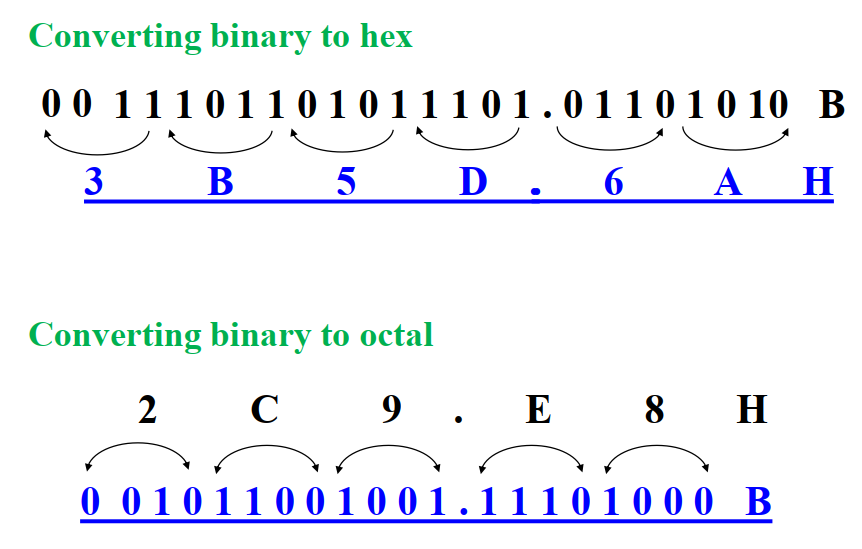 Converting binary to hex
0 0 1 1 1 0 1 1 0 1 0 1 1 1 0 1 . 0 1 1 0 1 0 1 0 B
3 B 5 D . 6 A H
Converting binary to octal
2 C 9 . E 8 H
0 0 1 0 1 1 0 0 1 0 0 1 . 1 1 1 0 1 0 0 0 B